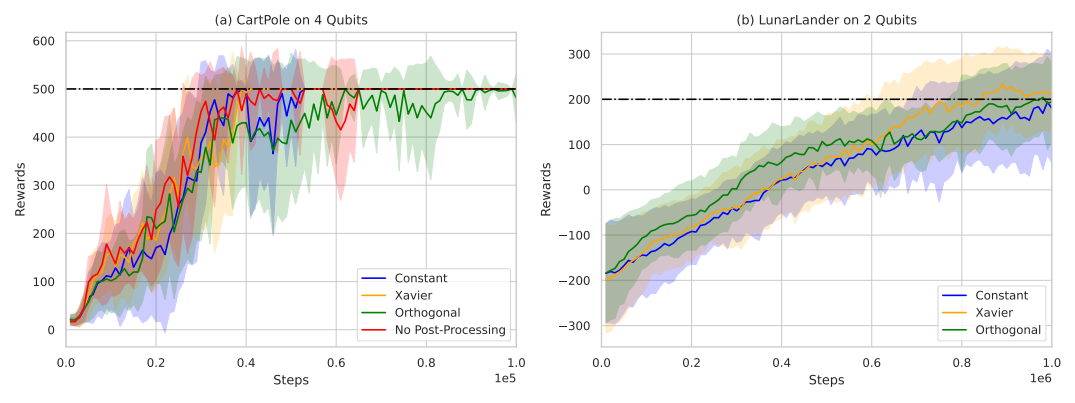 (a) CartPole on 4 Qubits
600
500
400
300
200
100
0
Rewards
0.0
0.2
0.4
0.6
0.8
1.0
1e5
Steps
Constant
Xavier
Orthogonal
No Post-Processing
(b) LunarLander on 2 Qubits
300
200
100
0
−100
−200
−300
Rewards
0.0
0.2
0.4
0.6
0.8
1.0
1e6
Steps
Constant
Xavier
Orthogonal